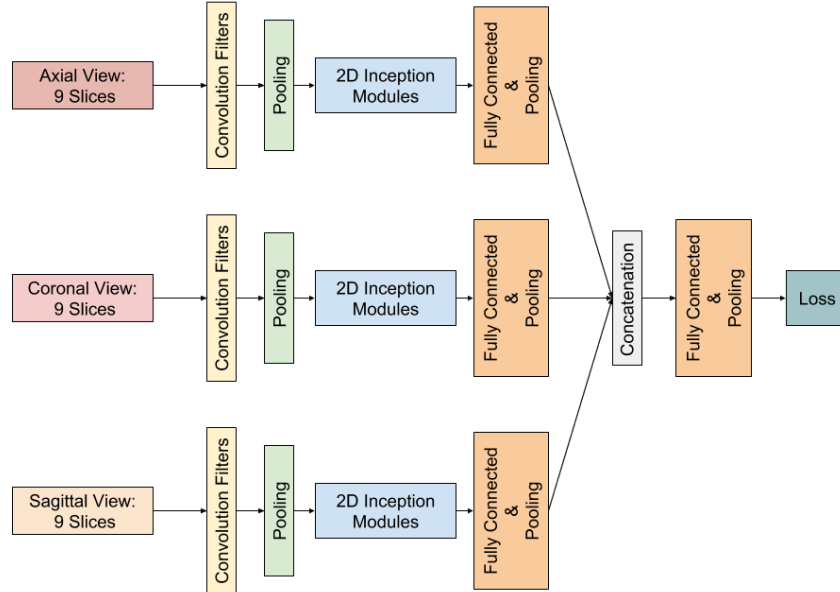 Axial View:
9 Slices
Convolution Filters
Pooling
2D Inception
Modules
Fully Connected
&
Pooling
Coronal View:
9 Slices
Convolution Filters
Pooling
2D Inception
Modules
Fully Connected
&
Pooling
Concatenation
Fully Connected
&
Pooling
Loss
Sagittal View:
9 Slices
Convolution Filters
Pooling
2D Inception
Modules
Fully Connected
&
Pooling